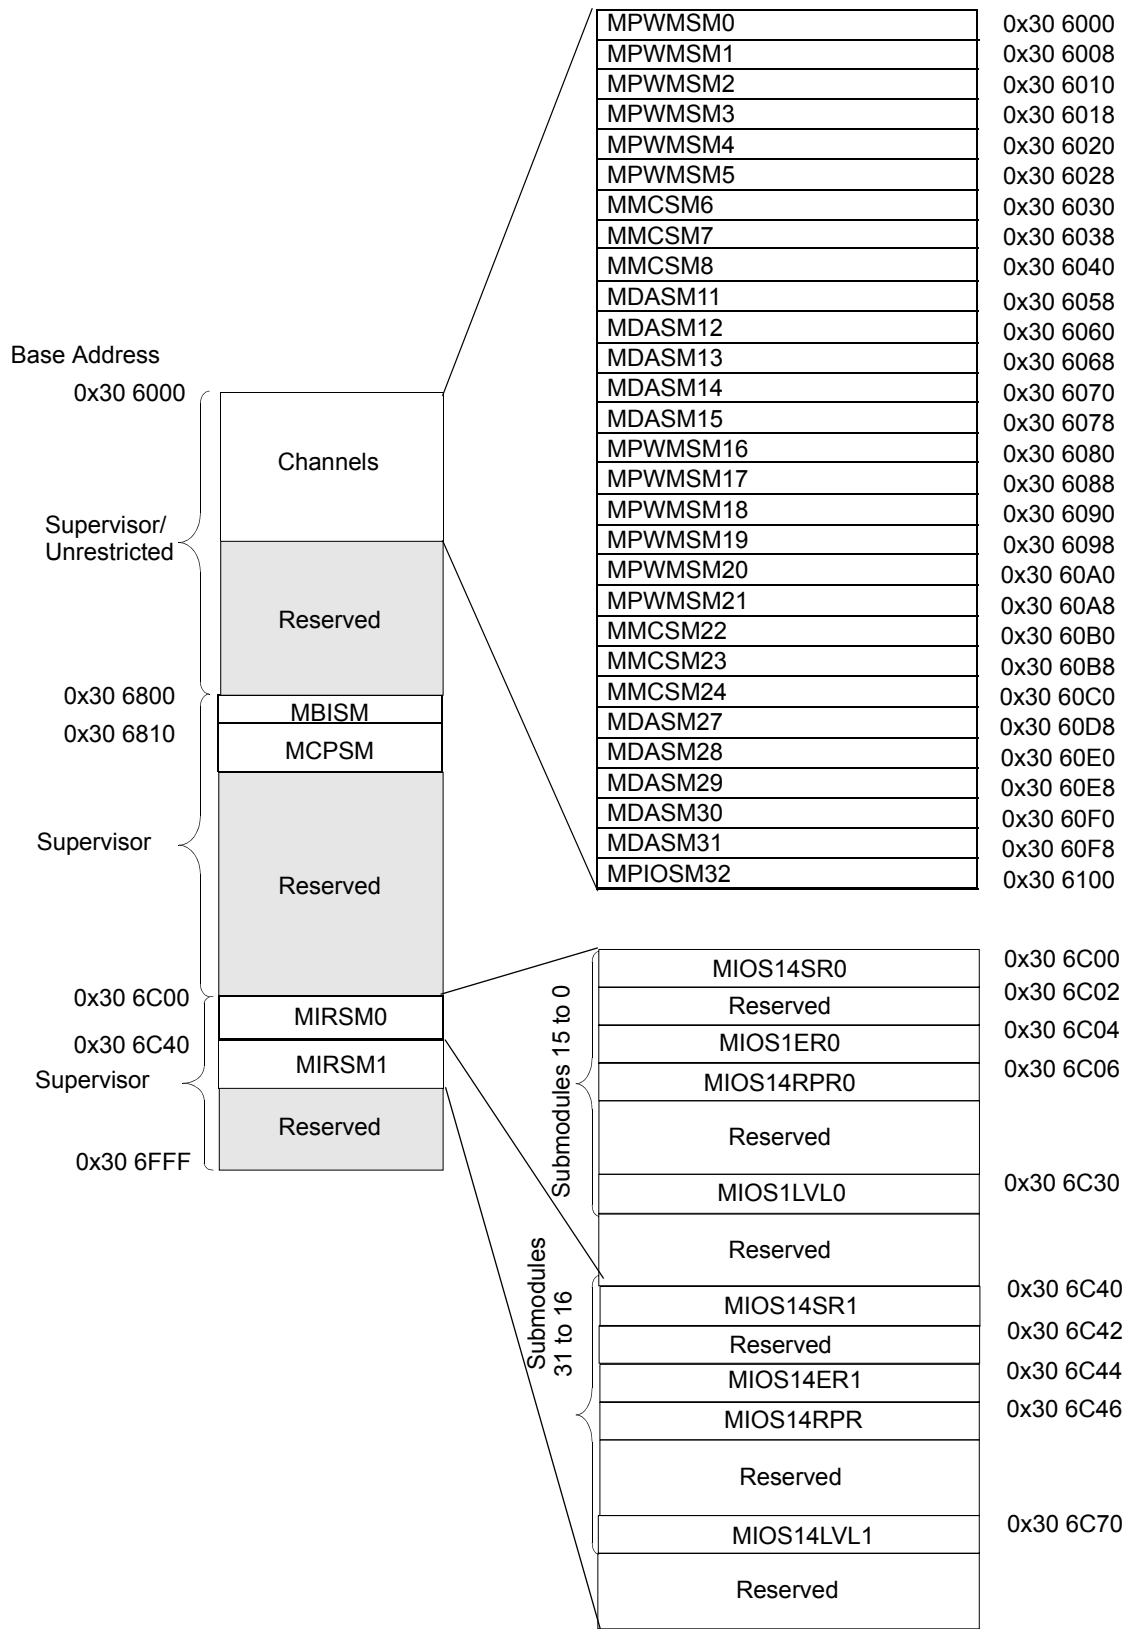 MPWMSM0 0x30 6000
MPWMSM1 0x30 6008
MPWMSM2 0x30 6010
MPWMSM3 0x30 6018
MPWMSM4 0x30 6020
MPWMSM5 0x30 6028
MMCSM6 0x30 6030
MMCSM7 0x30 6038
MMCSM8 0x30 6040
MDASM11 0x30 6058
MDASM12 0x30 6060
MDASM13 0x30 6068
MDASM14 0x30 6070
MDASM15 0x30 6078
MPWMSM16 0x30 6080
MPWMSM17 0x30 6088
MPWMSM18 0x30 6090
MPWMSM19 0x30 6098
MPWMSM20 0x30 60A0
MPWMSM21 0x30 60A8
MMCSM22 0x30 60B0
MMCSM23 0x30 60B8
MMCSM24 0x30 60C0
MDASM27 0x30 60D8
MDASM28 0x30 60E0
MDASM29 0x30 60E8
MDASM30 0x30 60F0
MDASM31 0x30 60F8
MPIOSM32 0x30 6100
Base Address
0x30 6000
Channels
Supervisor/
Unrestricted
Reserved
0x30 6800
MBISM
0x30 6810
MCPSM
Supervisor
Reserved
0x30 6C00
MIRSM0
0x30 6C40
MIRSM1
Supervisor
Reserved
0x30 6FFF
Submodules 15 to 0
MIOS14SR0 0x30 6C00
Reserved 0x30 6C02
MIOS1ER0 0x30 6C04
MIOS14RPR0 0x30 6C06
Reserved
MIOS1LVL0 0x30 6C30
Reserved
Submodules
31 to 16
MIOS14SR1 0x30 6C40
Reserved 0x30 6C42
MIOS14ER1 0x30 6C44
MIOS14RPR 0x30 6C46
Reserved
MIOS14LVL1 0x30 6C70
Reserved